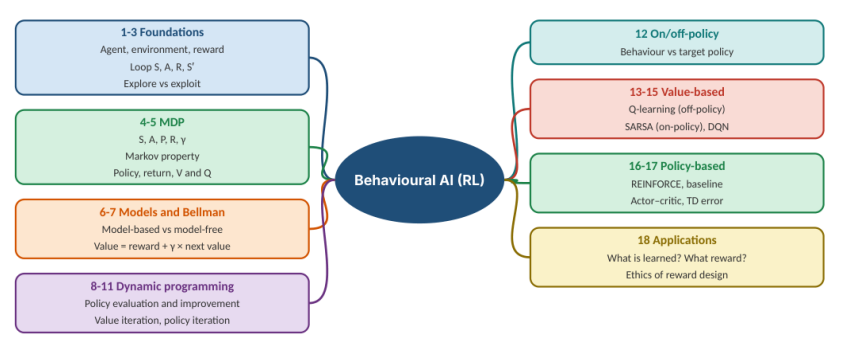 1-3 Foundations
Agent, environment, reward
Loop S, A, R, S′
Explore vs exploit
4-5 MDP
S, A, P, R, γ
Markov property
Policy, return, V and Q
6-7 Models and Bellman
Model-based vs model-free
Value = reward + γ × next value
8-11 Dynamic programming
Policy evaluation and improvement
Value iteration, policy iteration
Behavioural AI (RL)
12 On/off-policy
Behaviour vs target policy
13-15 Value-based
Q-learning (off-policy)
SARSA (on-policy), DQN
16-17 Policy-based
REINFORCE, baseline
Actor–critic, TD error
18 Applications
What is learned? What reward?
Ethics of reward design